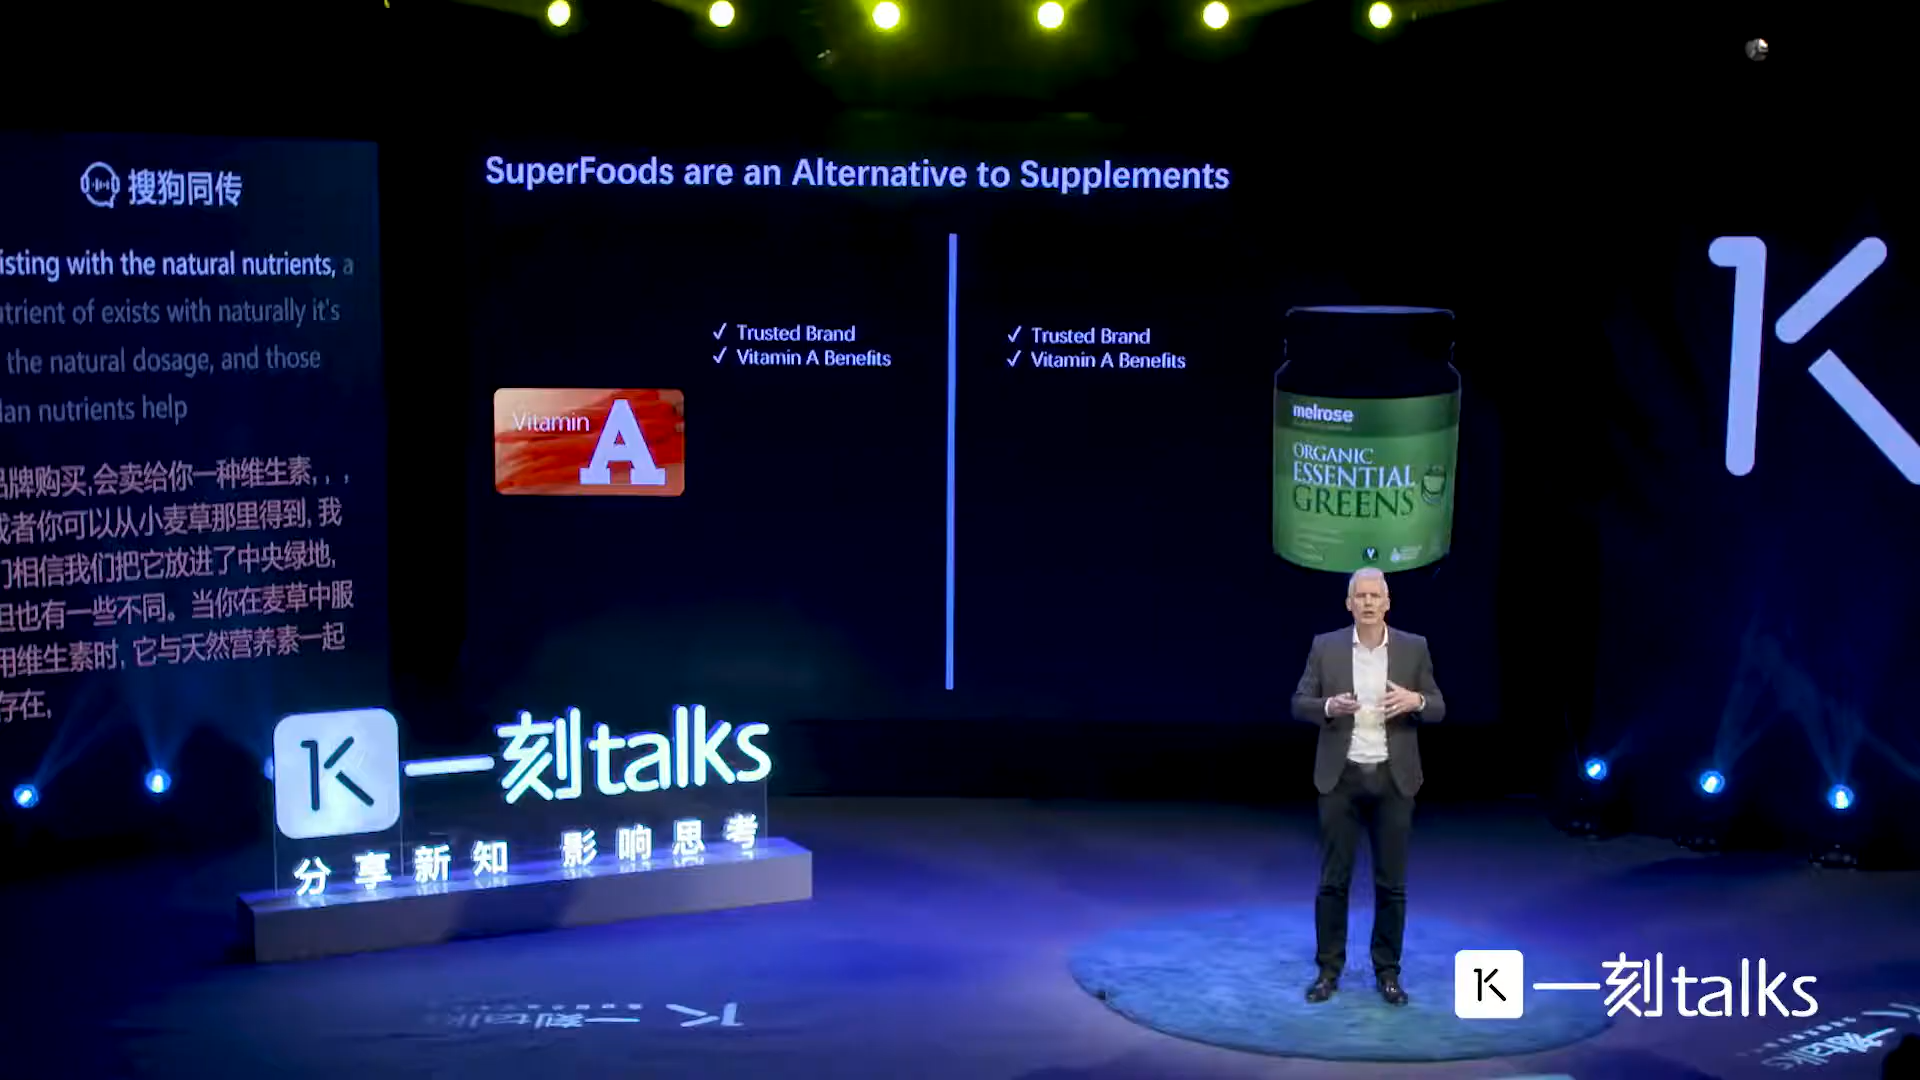 搜狗同传
isting with the natural nutrients, a
utrient of exists with naturally it's
the natural dosage, and those
lan nutrients help
品牌购买,会卖给你一种维生素, , ,
或者你可以从小麦草那里得到, 我
门相信我们把它放进了中央绿地,
但也有一些不同。当你在麦草中服
用维生素时, 它与天然营养素一起
存在,
SuperFoods are an Alternative to Supplements
✓ Trusted Brand
✓ Vitamin A Benefits
Vitamin A
✓ Trusted Brand
✓ Vitamin A Benefits
melrose
ORGANIC
ESSENTIAL
GREENS
1K
1K 一刻talks
分享新知 影响思考
1K 一刻talks